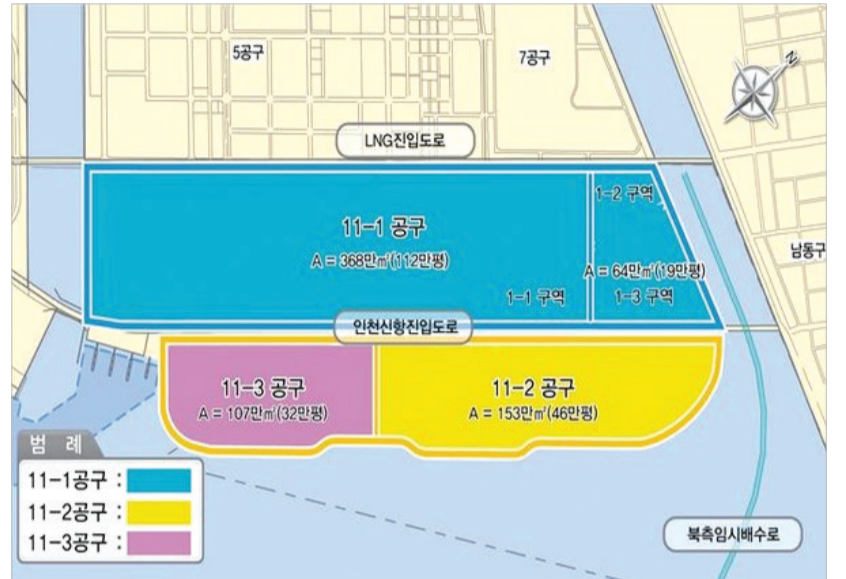 5공구
7공구
N
LNG진입도로
1-2 구역
11-1 공구
A = 368만㎡(112만평)
남동구
A = 64만㎡(19만평)
1-1 구역
1-3 구역
인천신항진입도로
11-3 공구
A = 107만㎡(32만평)
11-2 공구
A = 153만㎡(46만평)
범 례
11-1공구 :
11-2공구 :
11-3공구 :
북측임시배수로